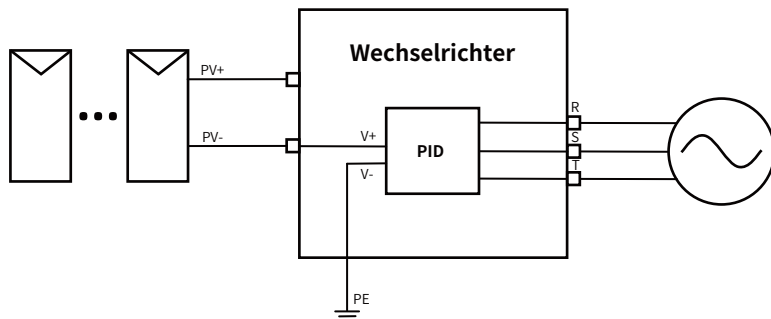 Wechselrichter
PV+
R
V+
PV-
PID
S
V-
T
PE